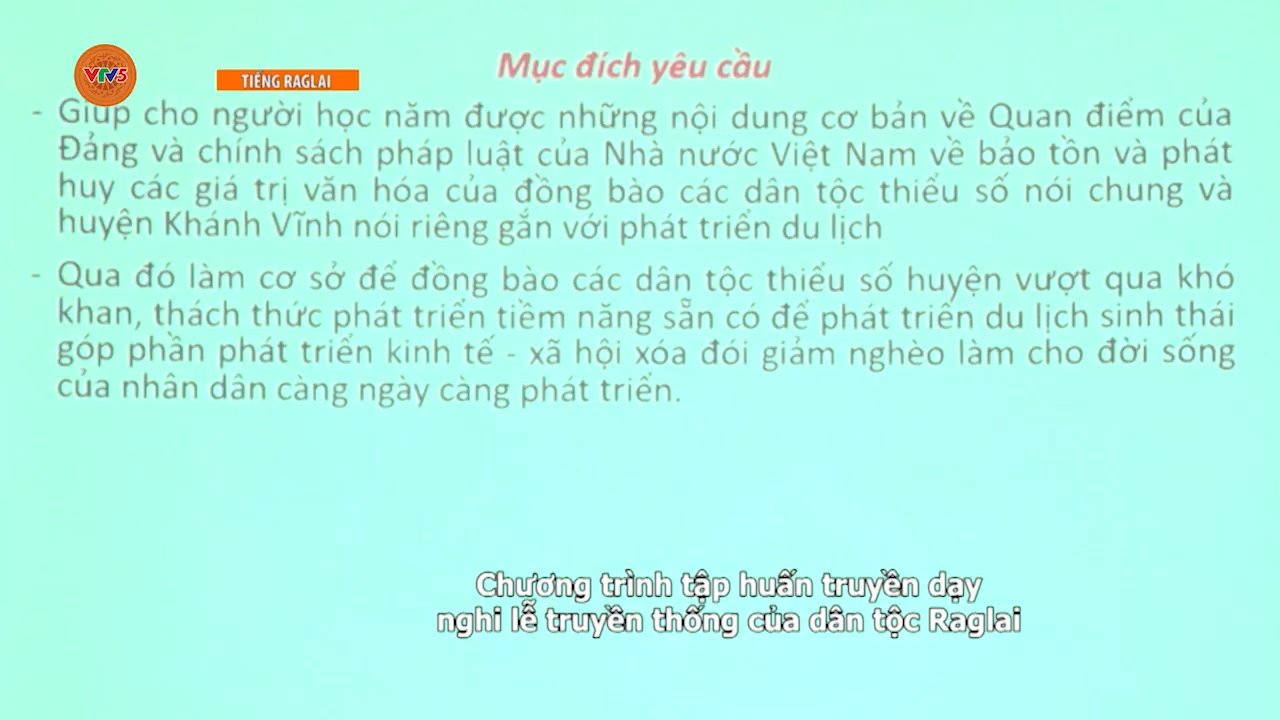 VTV5
TIẾNG RAGLAI
Mục đích yêu cầu
- Giúp cho người học năm được những nội dung cơ bản về Quan điểm của
Đảng và chính sách pháp luật của Nhà nước Việt Nam về bảo tồn và phát
huy các giá trị văn hóa của đồng bào các dân tộc thiểu số nói chung và
huyện Khánh Vĩnh nói riêng gắn với phát triển du lịch
- Qua đó làm cơ sở để đồng bào các dân tộc thiểu số huyện vượt qua khó
khan, thách thức phát triển tiềm năng sẵn có để phát triển du lịch sinh thái
góp phần phát triển kinh tế - xã hội xóa đói giảm nghèo làm cho đời sống
của nhân dân càng ngày càng phát triển.
Chương trình tập huấn truyền dạy
nghi lễ truyền thống của dân tộc Raglai